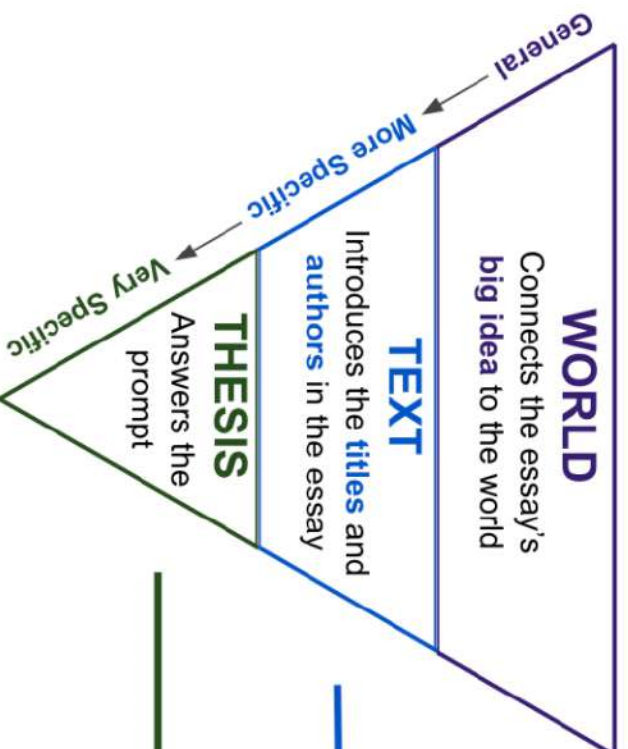 General
WORLD
Connects the essay's
big idea to the world
More Specific
TEXT
Introduces the titles and
authors in the essay
Very Specific
THESIS
Answers the
prompt